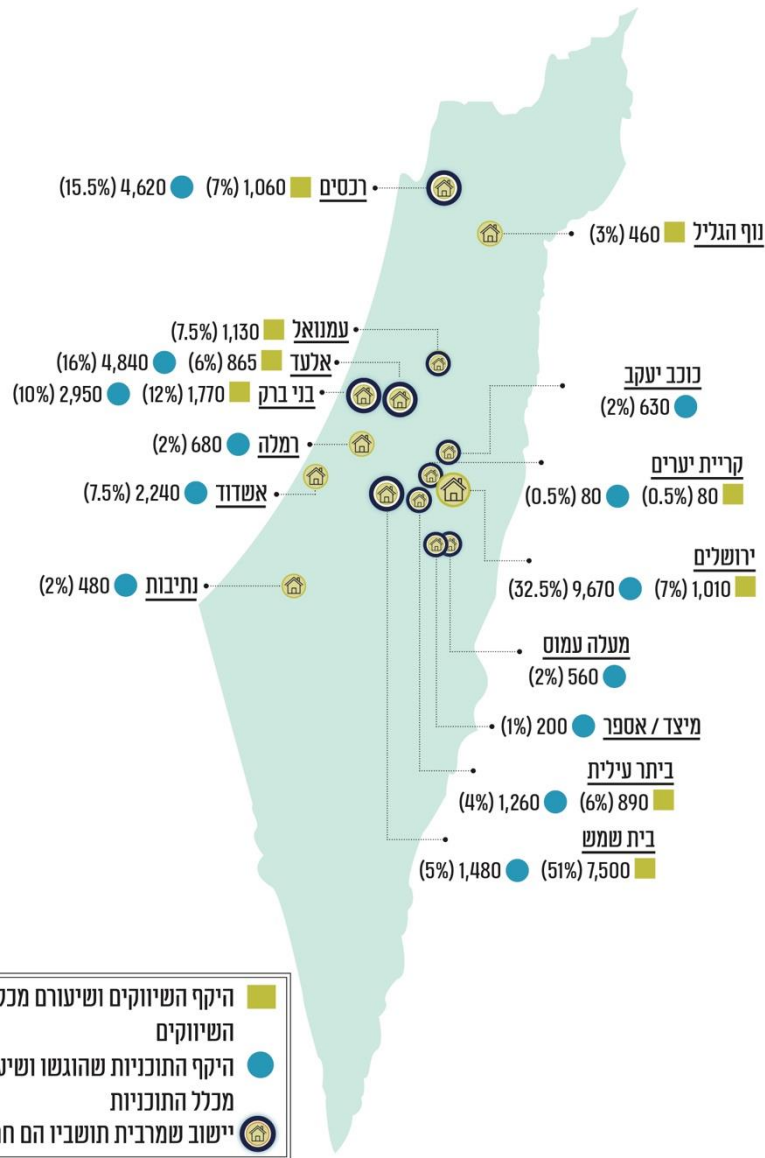 רכסים 1,060 (7%) 4,620 (15.5%)
נוף הגליל 460 (3%)
עמנואל 1,130 (7.5%)
אלעד 865 (6%) 4,840 (16%)
בני ברק 1,770 (12%) 2,950 (10%)
כוכב יעקב
630 (2%)
רמלה 680 (2%)
קריית יערים
80 (0.5%) 80 (0.5%)
אשדוד 2,240 (7.5%)
ירושלים
1,010 (7%) 9,670 (32.5%)
נתיבות 480 (2%)
מעלה עמוס
560 (2%)
מיצד / אספר 200 (1%)
ביתר עילית
890 (6%) 1,260 (4%)
בית שמש
7,500 (51%) 1,480 (5%)
היקף השיווקים ושיעורם
השיווקים
היקף התוכניות שהוגשו
מכלל התוכניות
יישוב שמרבית תושביו הם